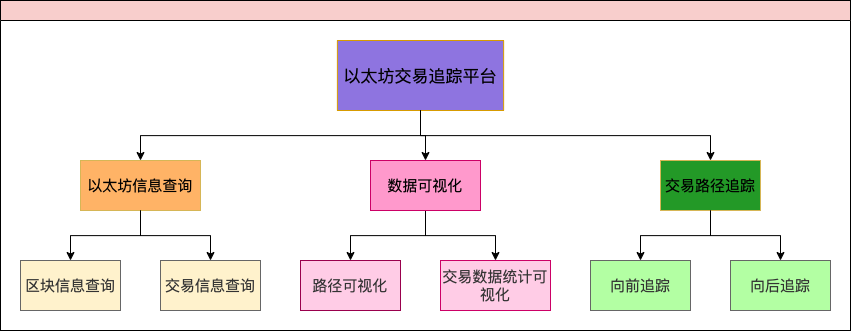 以太坊交易追踪平台
以太坊信息查询
数据可视化
交易路径追踪
区块信息查询
交易信息查询
路径可视化
交易数据统计可
视化
向前追踪
向后追踪